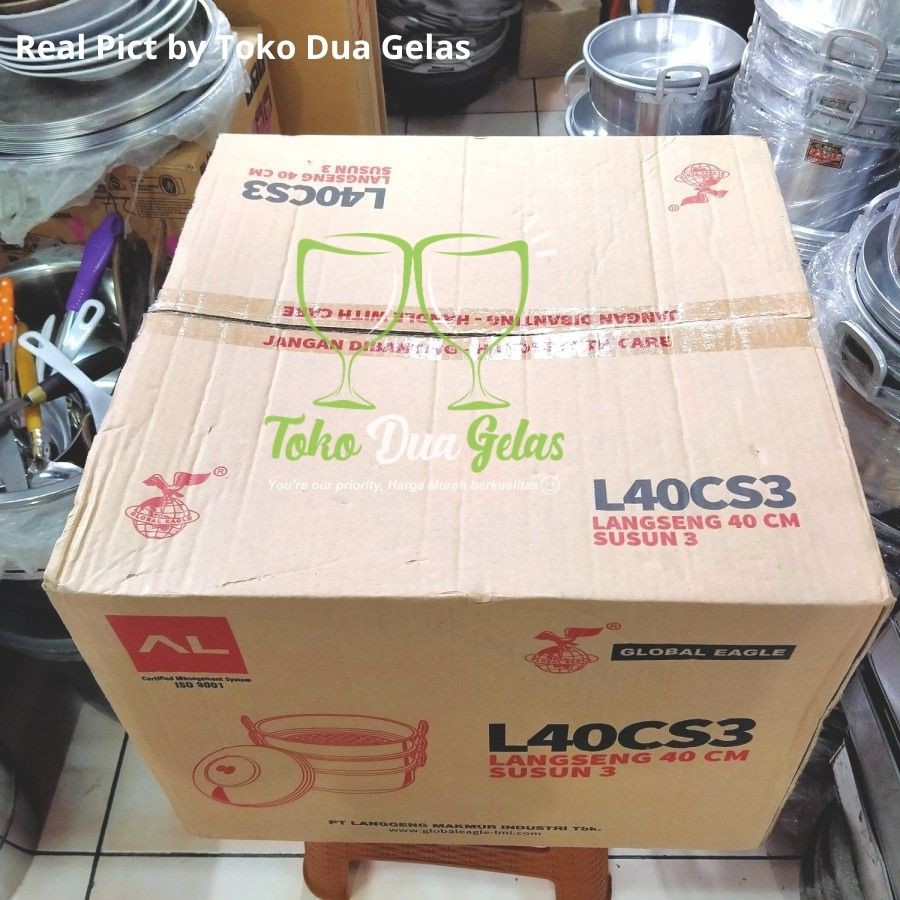 Real Pict by Toko Dua Gelas
L40CS3
LANGSENG 40 CM
SUSUN 3
®
JANGAN DIBANTING - HANDLE WITH CARE
JANGAN DIBANTING - HANDLE WITH CARE
Toko Dua Gelas
You're our priority, Harga Murah berkualitas
®
GLOBAL EAGLE
L40CS3
LANGSENG 40 CM
SUSUN 3
AL
Certified Management System
ISO 9001
®
GLOBAL EAGLE
GLOBAL EAGLE
L40CS3
LANGSENG 40 CM
SUSUN 3
PT LANGGENG MAKMUR INDUSTRI Tbk.
www.globaleagle-lmi.com